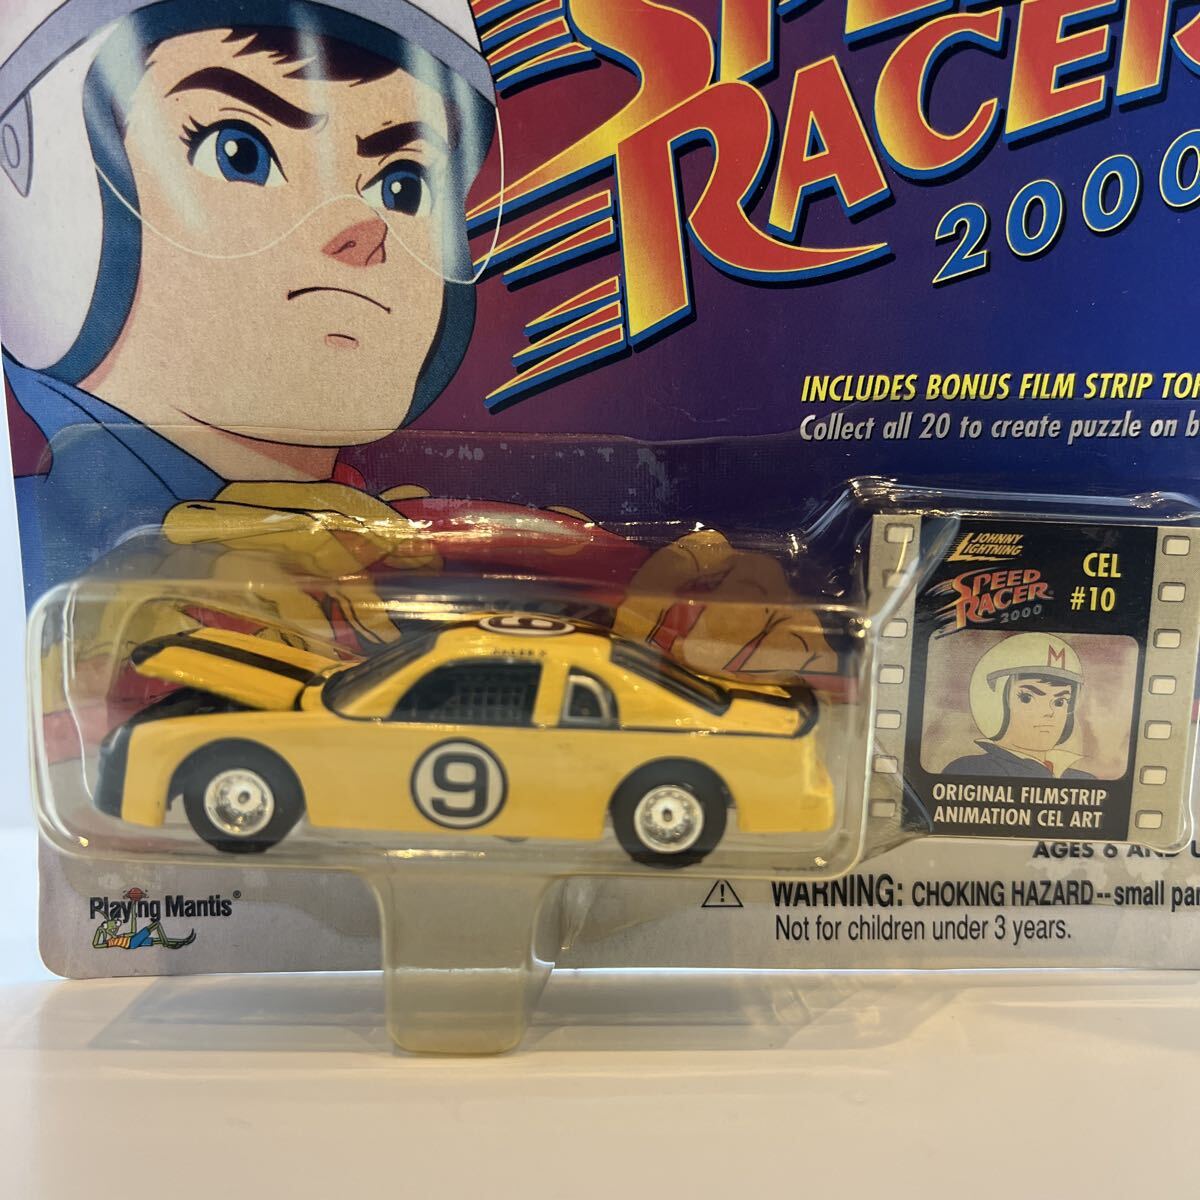 SPEED
RACER
2000
INCLUDES BONUS FILM STRIP
Collect all 20 to create puzzle on
JOHNNY
LIGHTNING
SPEED
RACER
2000
CEL
#10
M
ORIGINAL FILMSTRIP
ANIMATION CEL ART
RACER X
9
9
AGES 6 AND
WARNING: CHOKING HAZARD--small
Not for children under 3 years.
Playing Mantis®